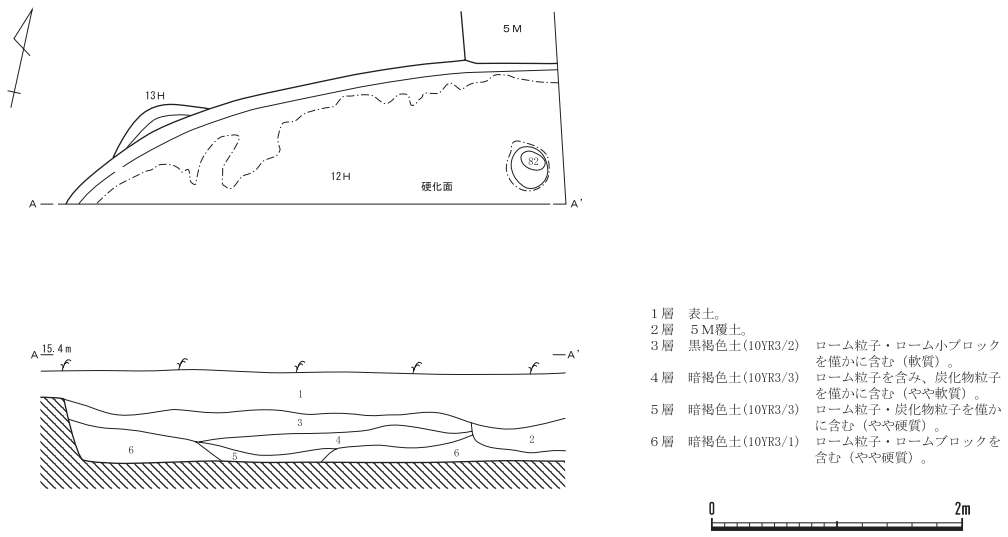 5M
13H
82
12H
硬化面
A A'
A 15.4m A'
1
3
4
2
6
5
6
1層 表土。
2層 5M覆土。
3層 黒褐色土(10YR3/2) ローム粒子・ローム小ブロック
を僅かに含む（軟質）。
4層 暗褐色土(10YR3/3) ローム粒子を含み、炭化物粒子
を僅かに含む（やや軟質）。
5層 暗褐色土(10YR3/3) ローム粒子・炭化物粒子を僅か
に含む（やや硬質）。
6層 暗褐色土(10YR3/1) ローム粒子・ロームブロックを
含む（やや硬質）。
0 2m